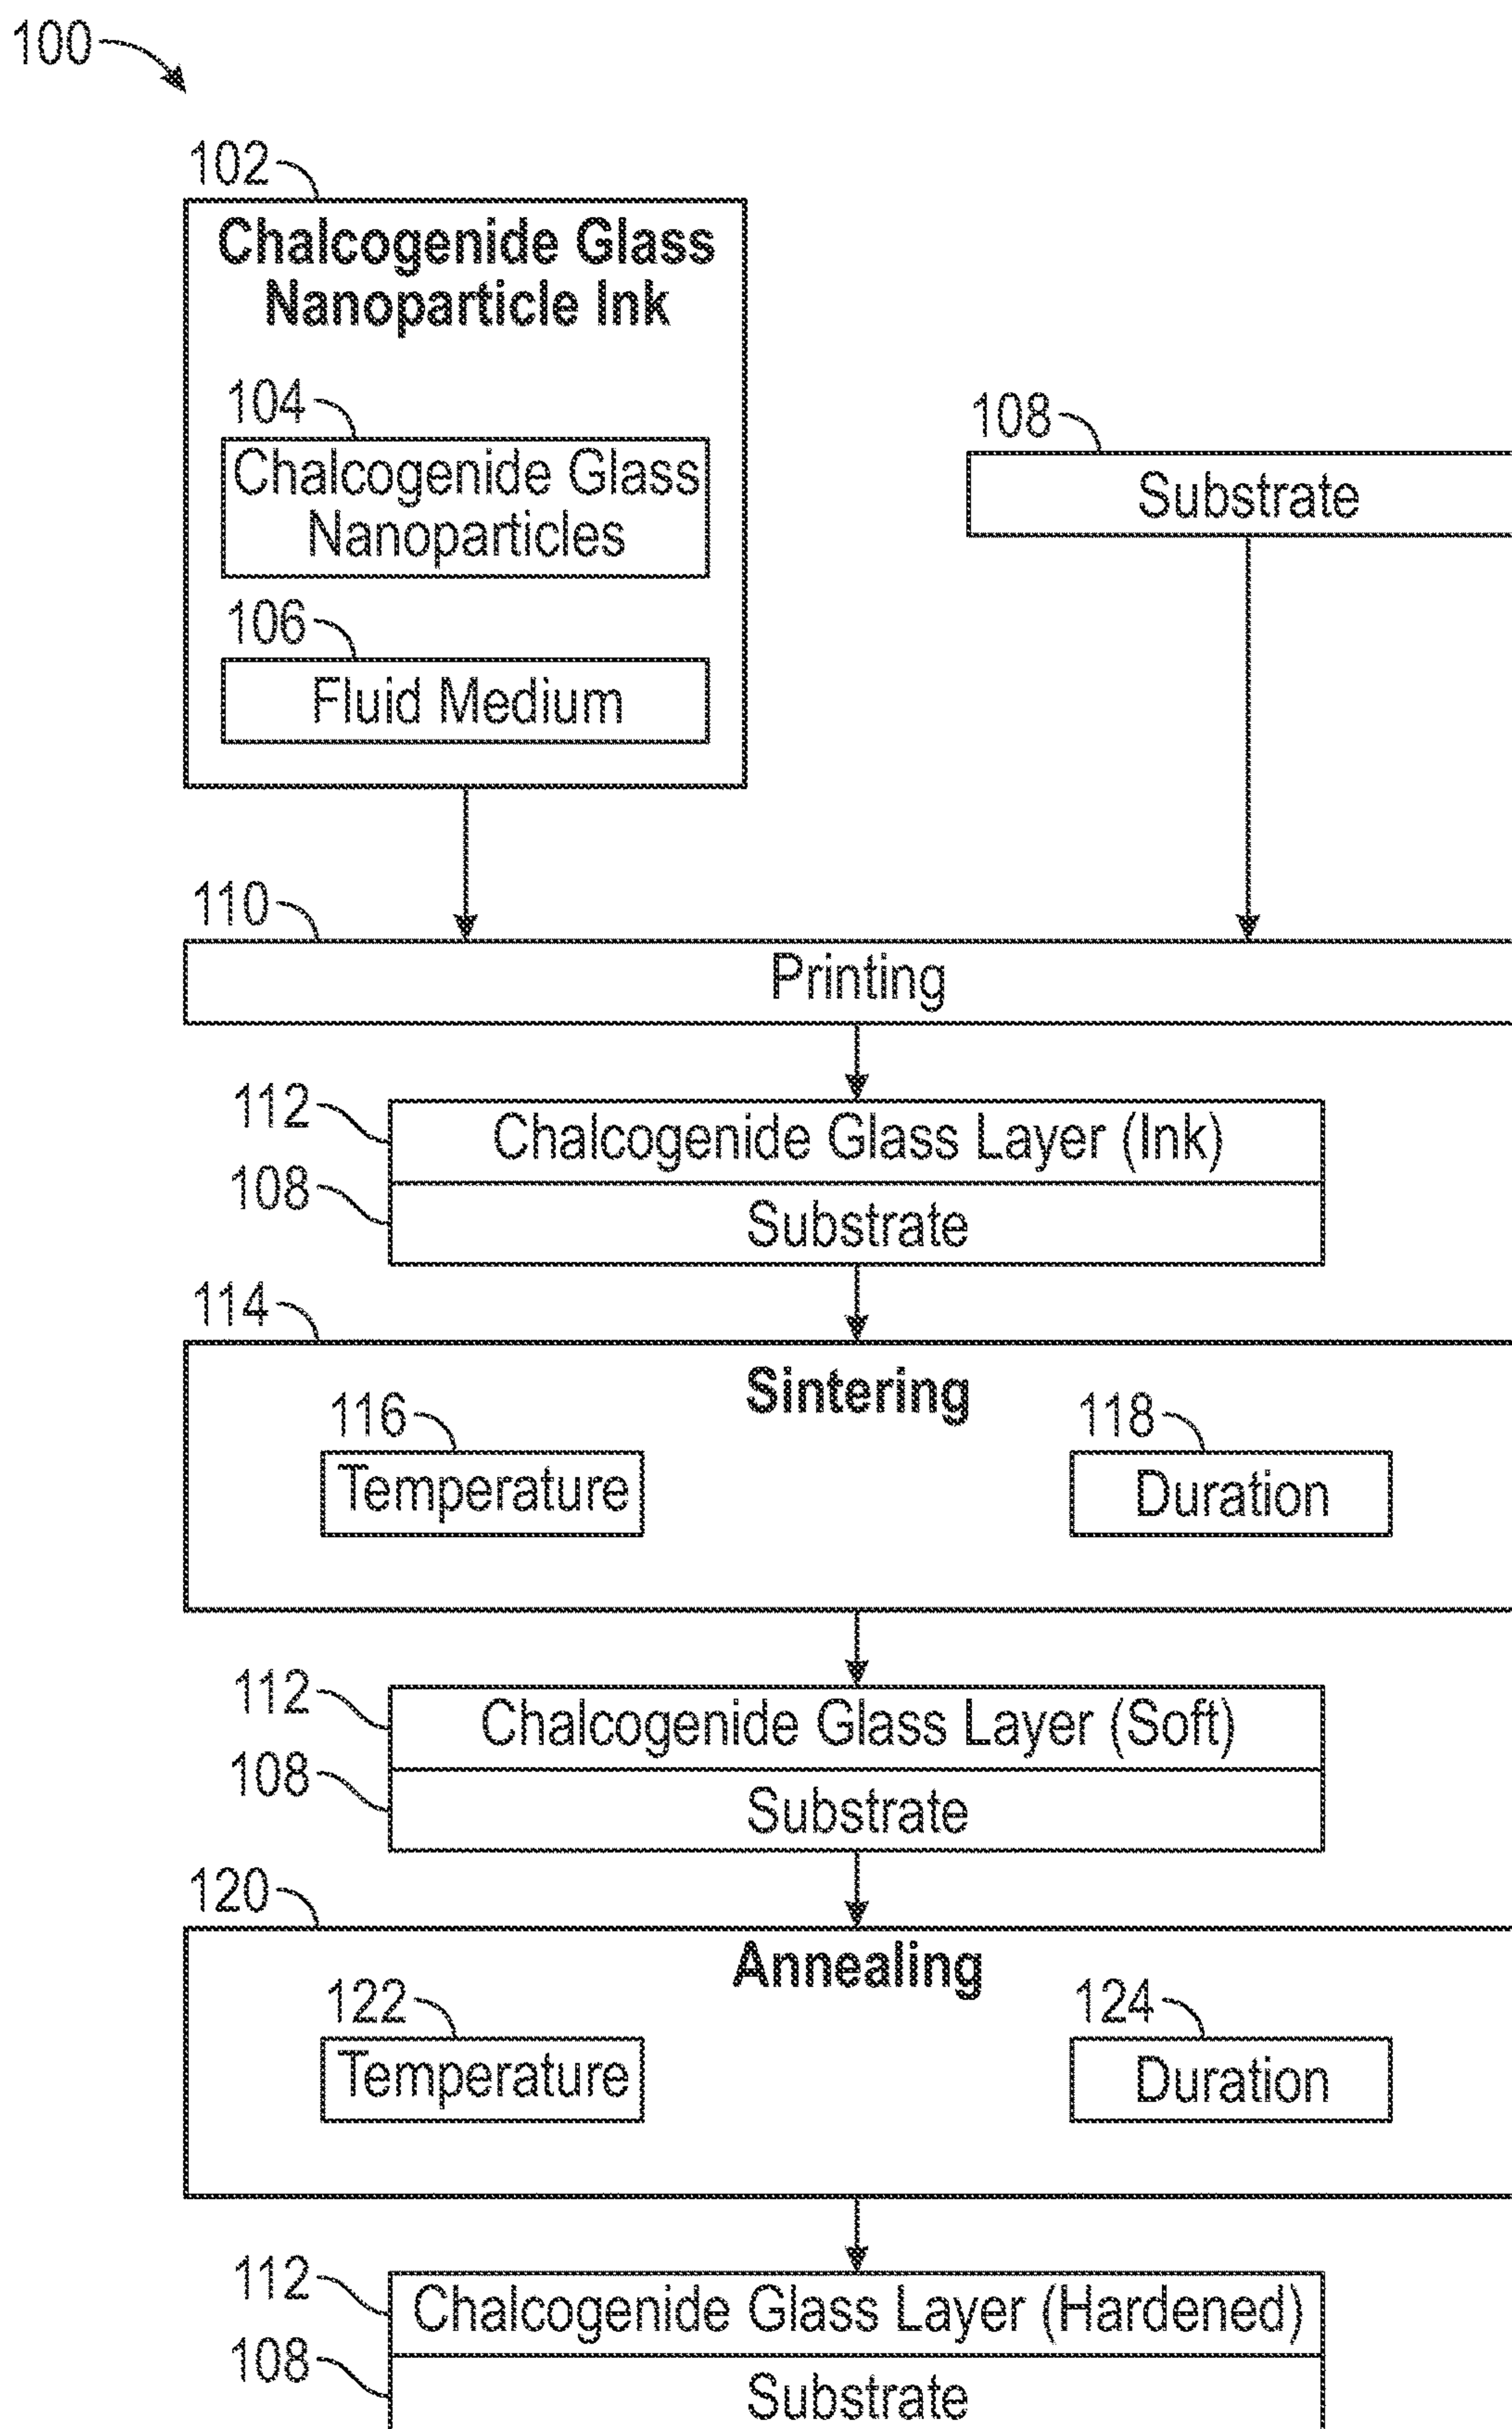 100
102
Chalcogenide Glass
Nanoparticle Ink
104
Chalcogenide Glass
Nanoparticles
106
Fluid Medium
108
Substrate
110
Printing
112
Chalcogenide Glass Layer (Ink)
108
Substrate
114
Sintering
116
Temperature
118
Duration
112
Chalcogenide Glass Layer (Soft)
108
Substrate
120
Annealing
122
Temperature
124
Duration
112
Chalcogenide Glass Layer (Hardened)
108
Substrate